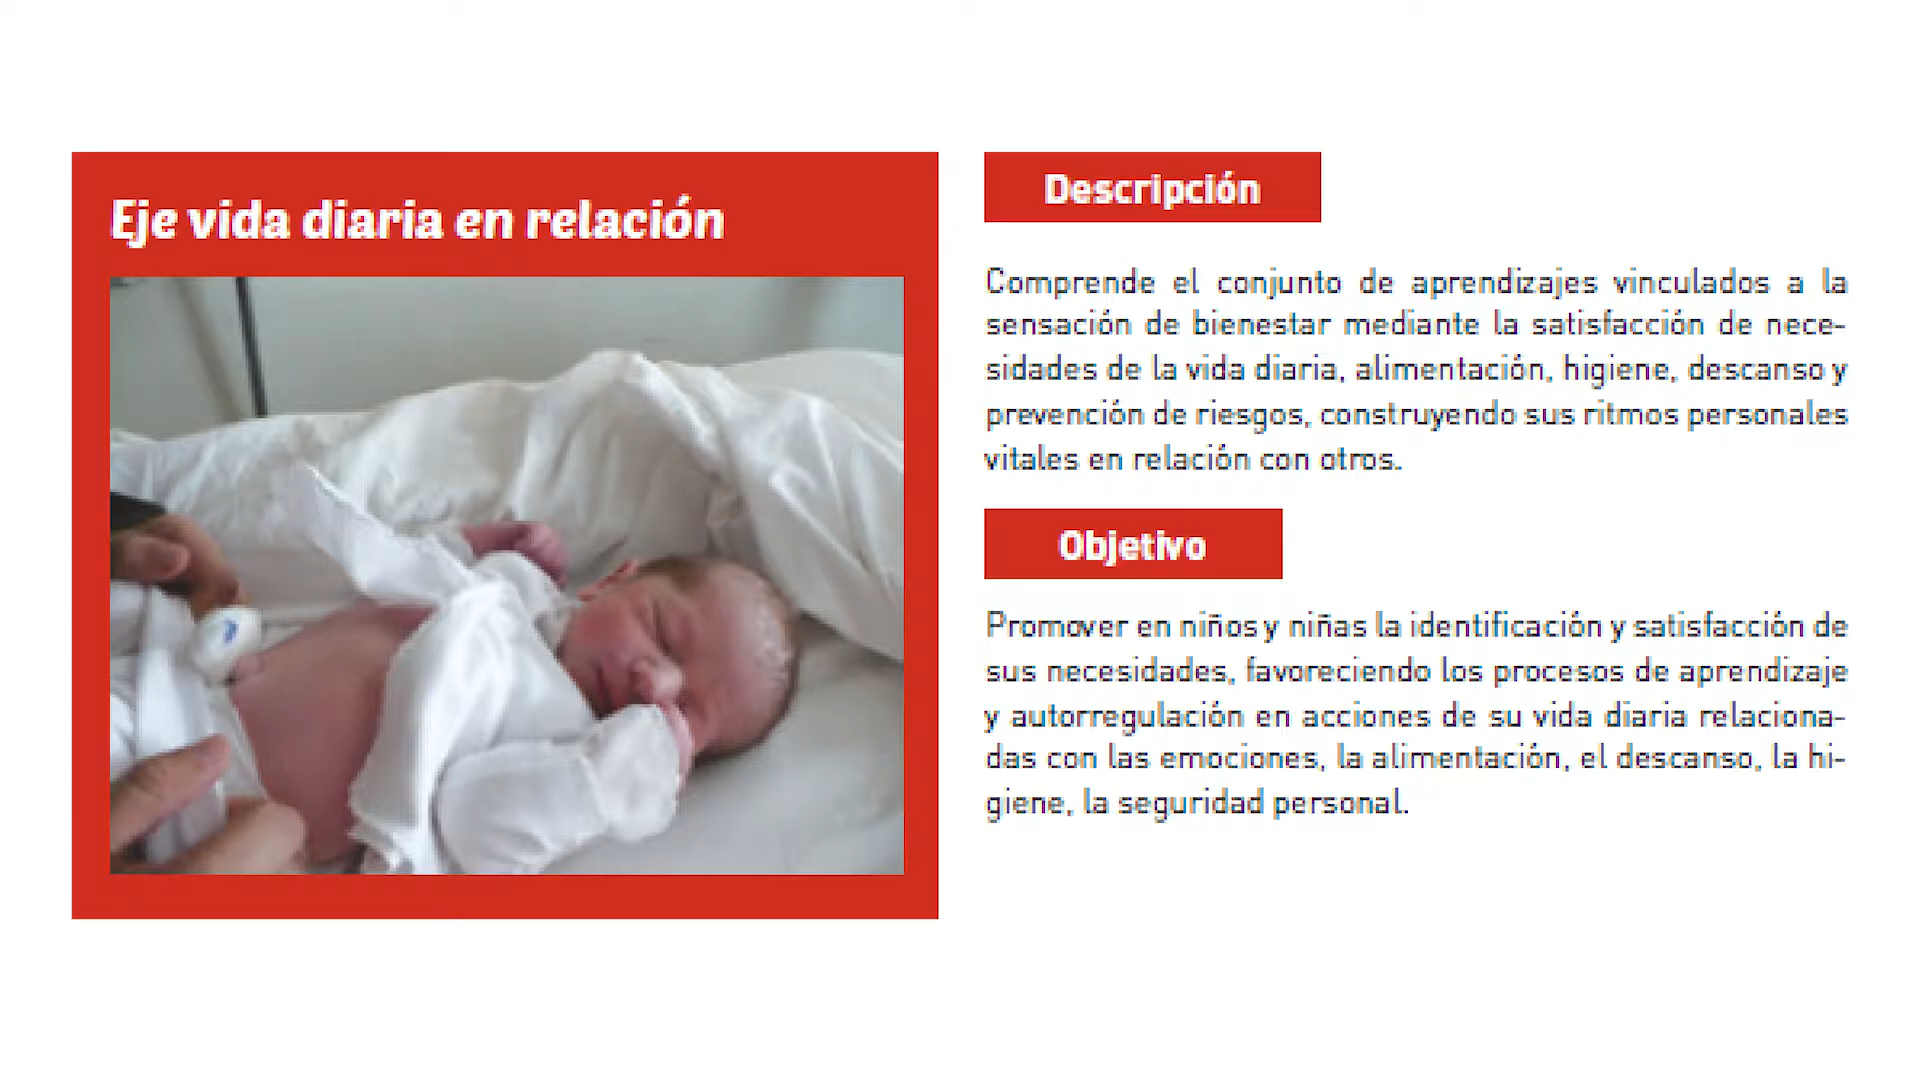 Eje vida diaria en relación
Descripción
Comprende el conjunto de aprendizajes vinculados a la
sensación de bienestar mediante la satisfacción de nece-
sidades de la vida diaria, alimentación, higiene, descanso y
prevención de riesgos, construyendo sus ritmos personales
vitales en relación con otros.
Objetivo
Promover en niños y niñas la identificación y satisfacción de
sus necesidades, favoreciendo los procesos de aprendizaje
y autorregulación en acciones de su vida diaria relaciona-
das con las emociones, la alimentación, el descanso, la hi-
giene, la seguridad personal.